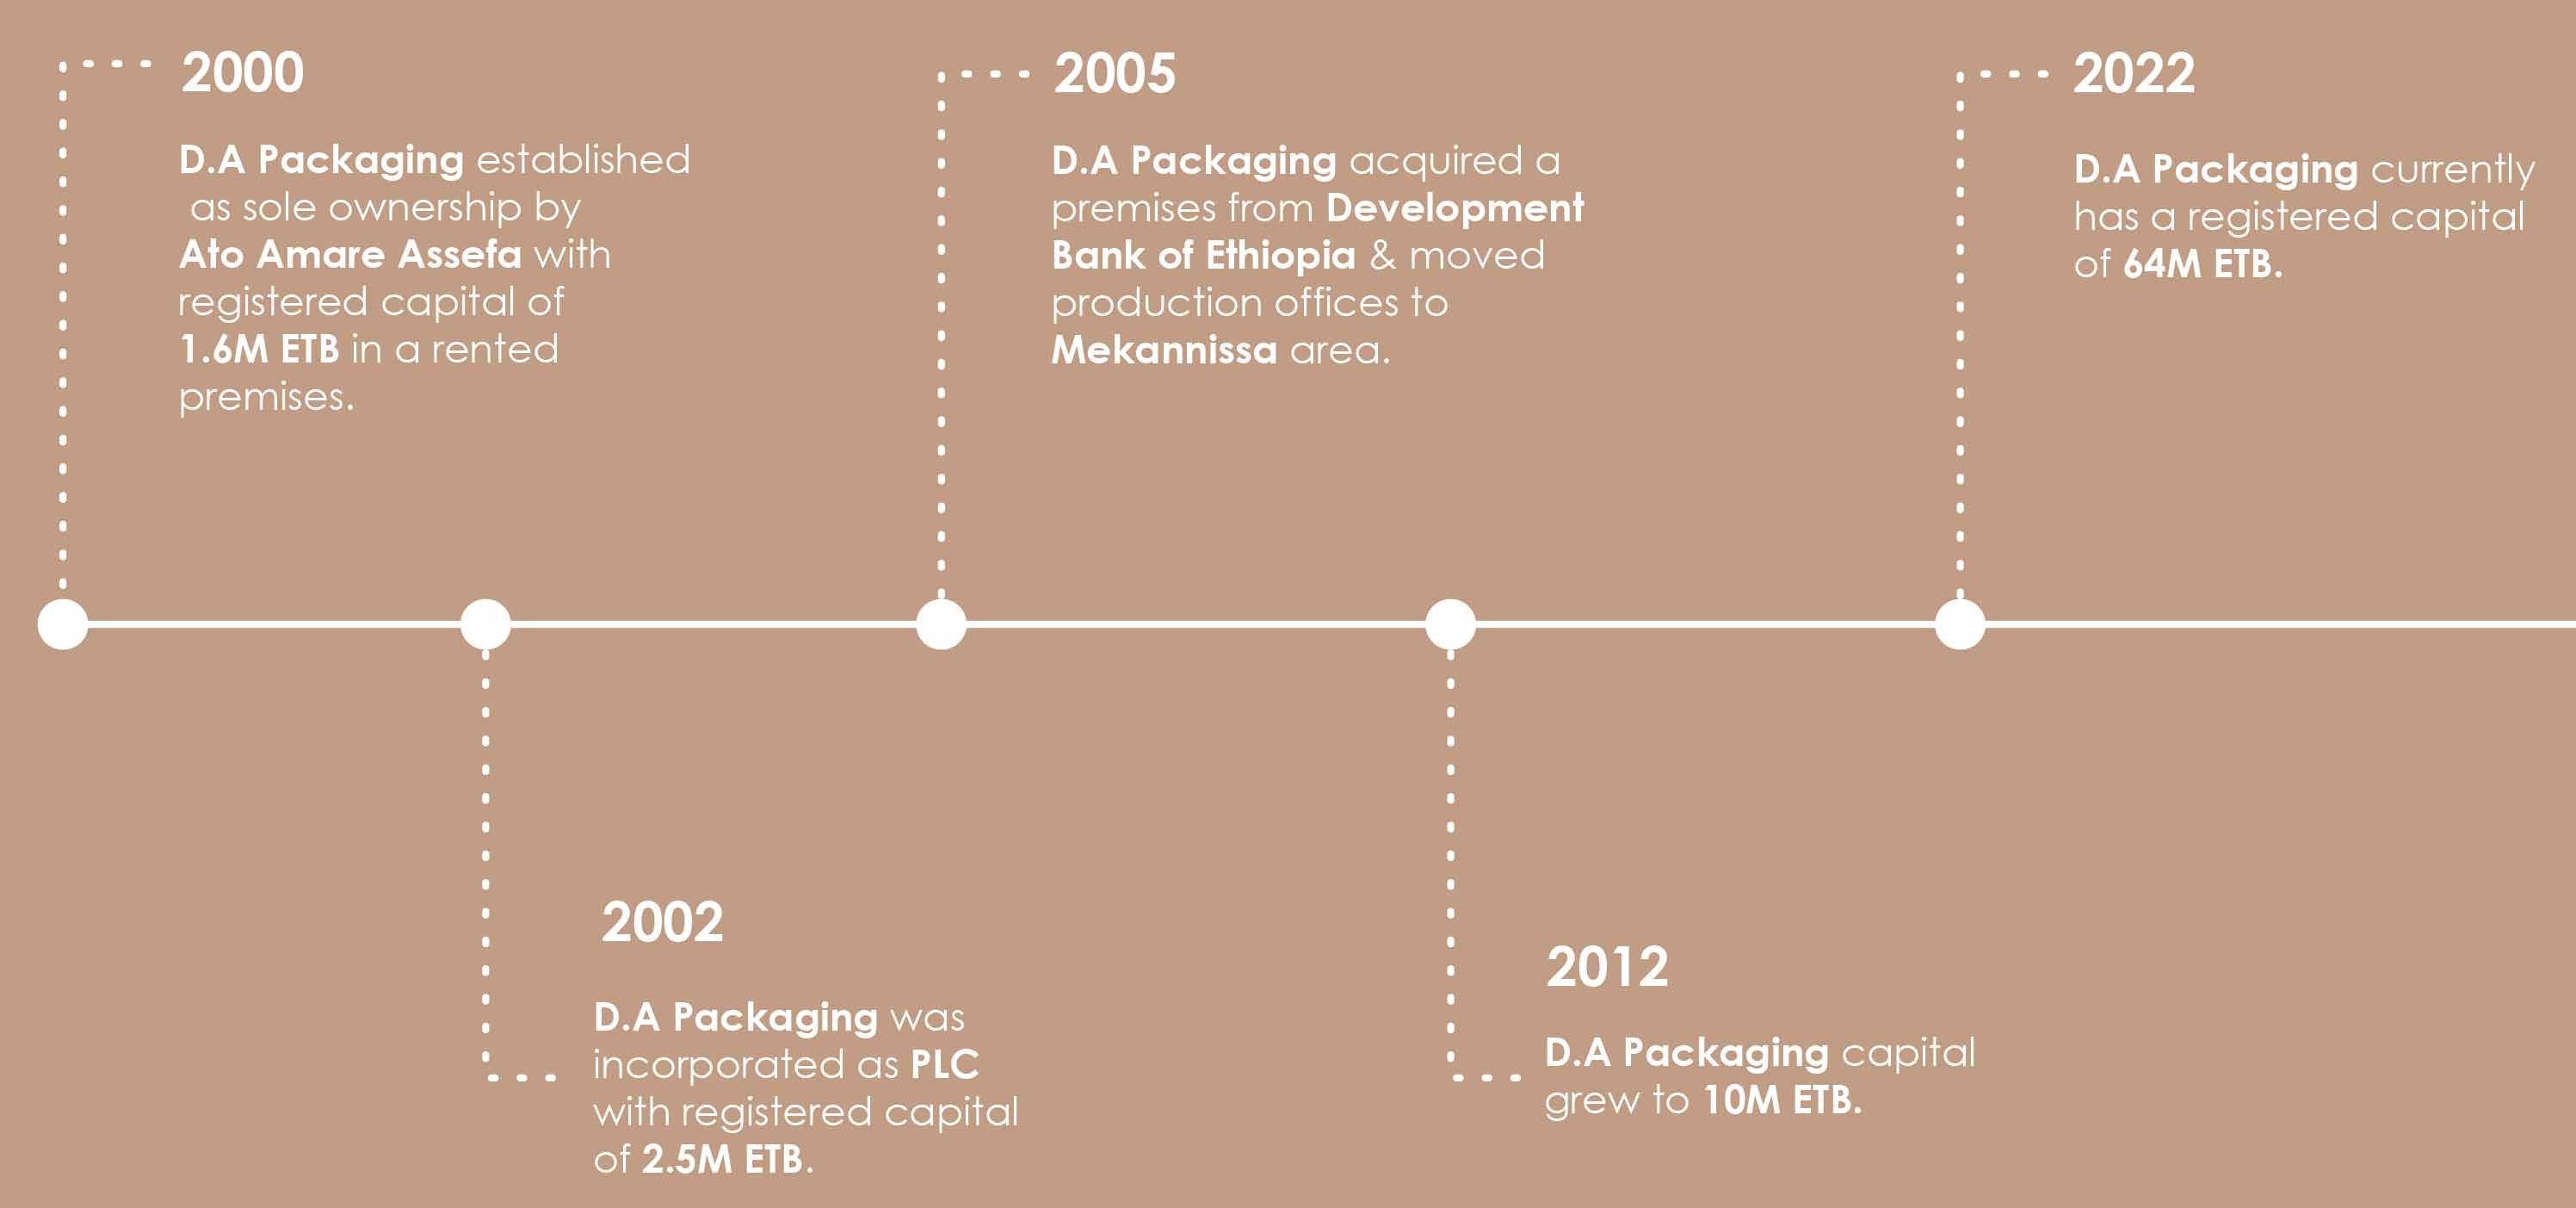 2000
D.A Packaging established
as sole ownership by
Ato Amare Assefa with
registered capital of
1.6M ETB in a rented
premises.
2002
D.A Packaging was
incorporated as PLC
with registered capital
of 2.5M ETB.
2005
D.A Packaging acquired a
premises from Development
Bank of Ethiopia & moved
production offices to
Mekannissa area.
2012
D.A Packaging capital
grew to 10M ETB.
2022
D.A Packaging currently
has a registered capital
of 64M ETB.